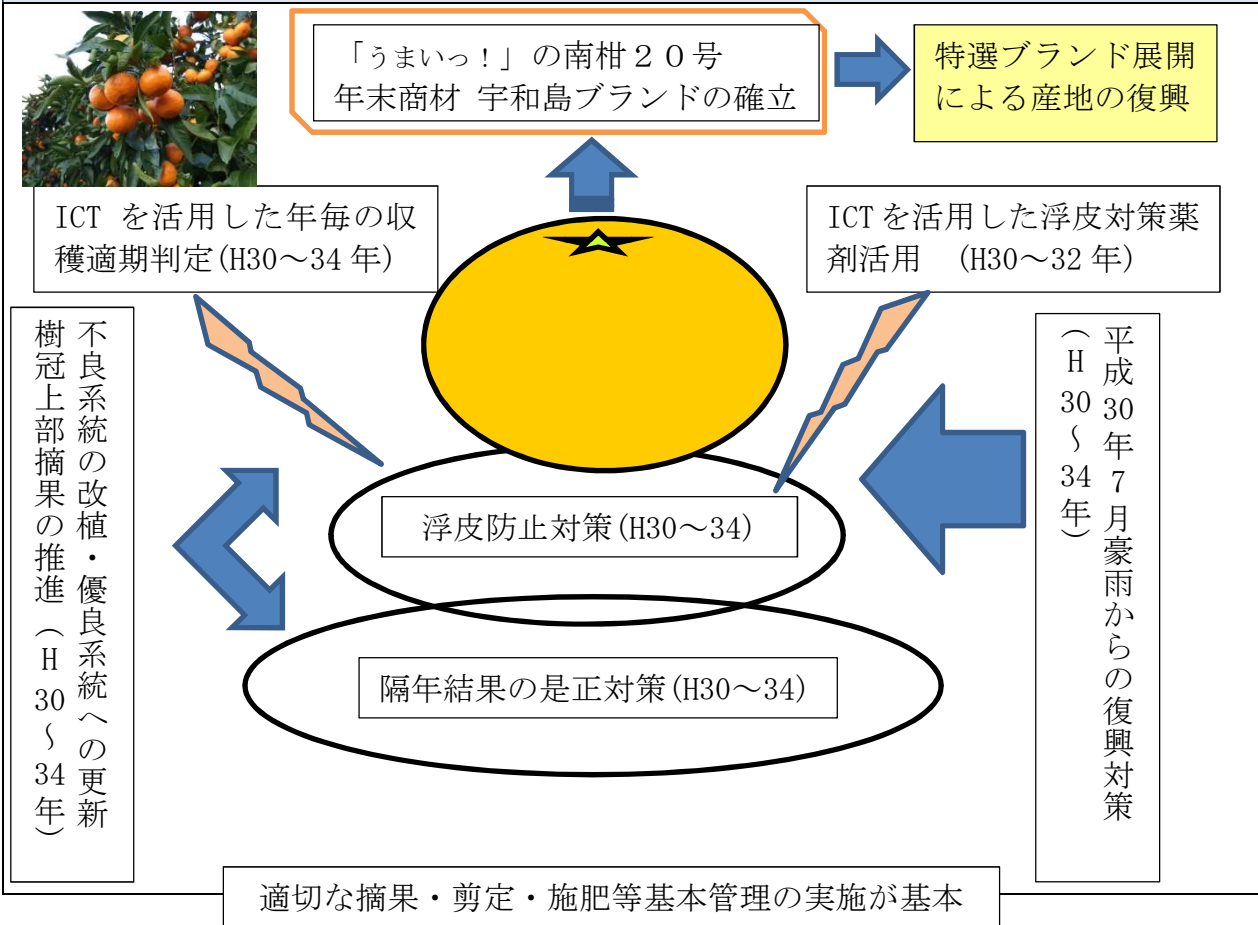 「うまいっ！」の南柑２０号
年末商材 宇和島ブランドの確立
特選ブランド展開
による産地の復興
ICT を活用した年毎の収
穫適期判定(H30～34 年)
ICT を活用した浮皮対策薬
剤活用　(H30～32 年)
不良系統の改植・優良系統への更新
樹冠上部摘果の推進（H30～34年）
平成30年7月豪雨からの復興対策
（H30～34年）
浮皮防止対策(H30～34)
隔年結果の是正対策(H30～34)
適切な摘果・剪定・施肥等基本管理の実施が基本